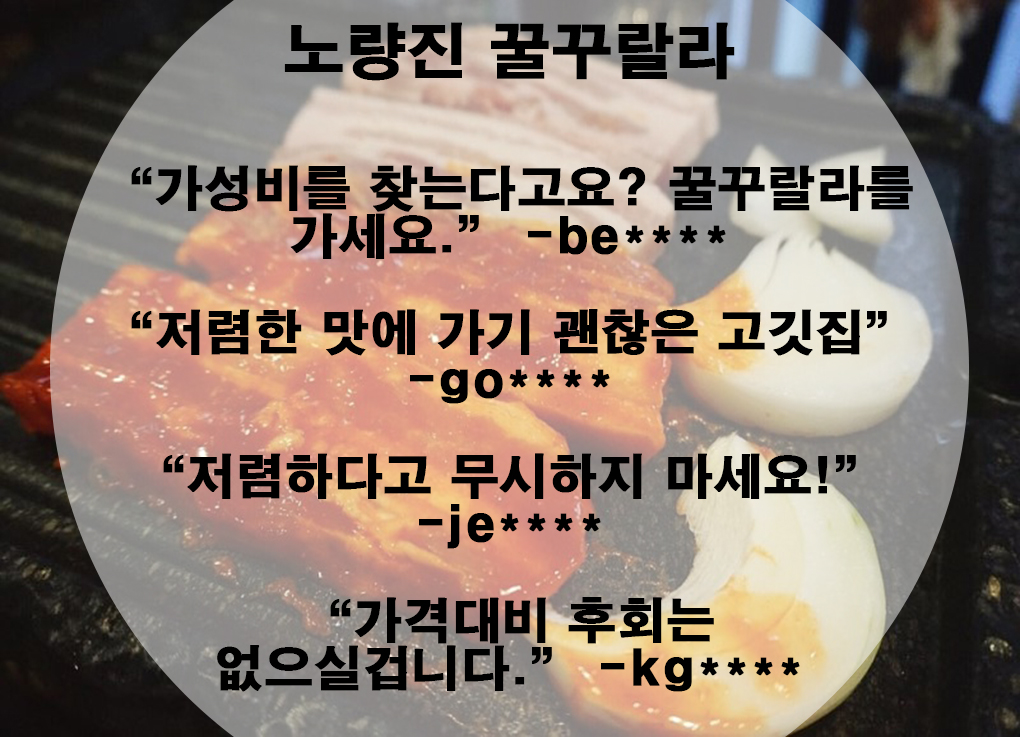 노량진 꿀꾸랄라
“가성비를 찾는다고요? 꿀꾸랄라를
가세요.” -be****
“저렴한 맛에 가기 괜찮은 고깃집”
-go****
“저렴하다고 무시하지 마세요!”
-je****
“가격대비 후회는
없으실겁니다.” -kg****